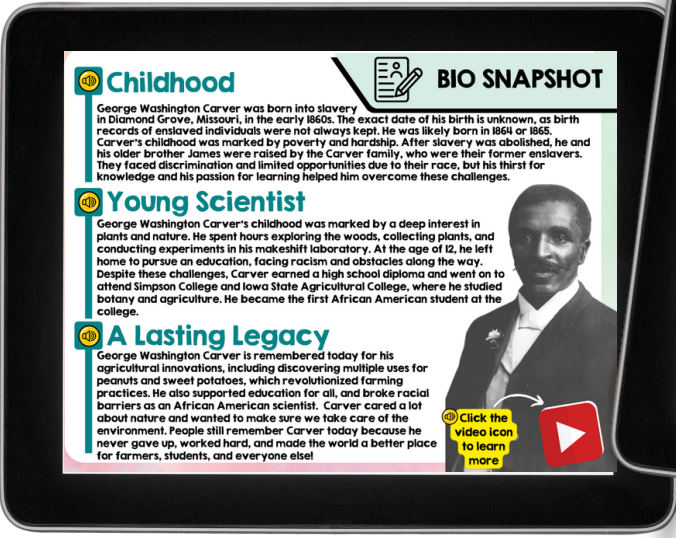 BIO SNAPSHOT
Childhood
George Washington Carver was born into slavery
in Diamond Grove, Missouri, in the early 1860s. The exact date of his birth is unknown, as birth
records of enslaved individuals were not always kept. He was likely born in 1864 or 1865.
Carver's childhood was marked by poverty and hardship. After slavery was abolished, he and
his older brother James were raised by the Carver family, who were their former enslavers.
They faced discrimination and limited opportunities due to their race, but his thirst for
knowledge and his passion for learning helped him overcome these challenges.
Young Scientist
George Washington Carver's childhood was marked by a deep interest in
plants and nature. He spent hours exploring the woods, collecting plants, and
conducting experiments in his makeshift laboratory. At the age of 12, he left
home to pursue an education, facing racism and obstacles along the way.
Despite these challenges, Carver earned a high school diploma and went on to
attend Simpson College and Iowa State Agricultural College, where he studied
botany and agriculture. He became the first African American student at the
college.
A Lasting Legacy
George Washington Carver is remembered today for his
agricultural innovations, including discovering multiple uses for
peanuts and sweet potatoes, which revolutionized farming
practices. He also supported education for all, and broke racial
barriers as an African American scientist. Carver cared a lot
about nature and wanted to make sure we take care of the
environment. People still remember Carver today because he
never gave up, worked hard, and made the world a better place
for farmers, students, and everyone else!
Click the
video icon
to learn
more